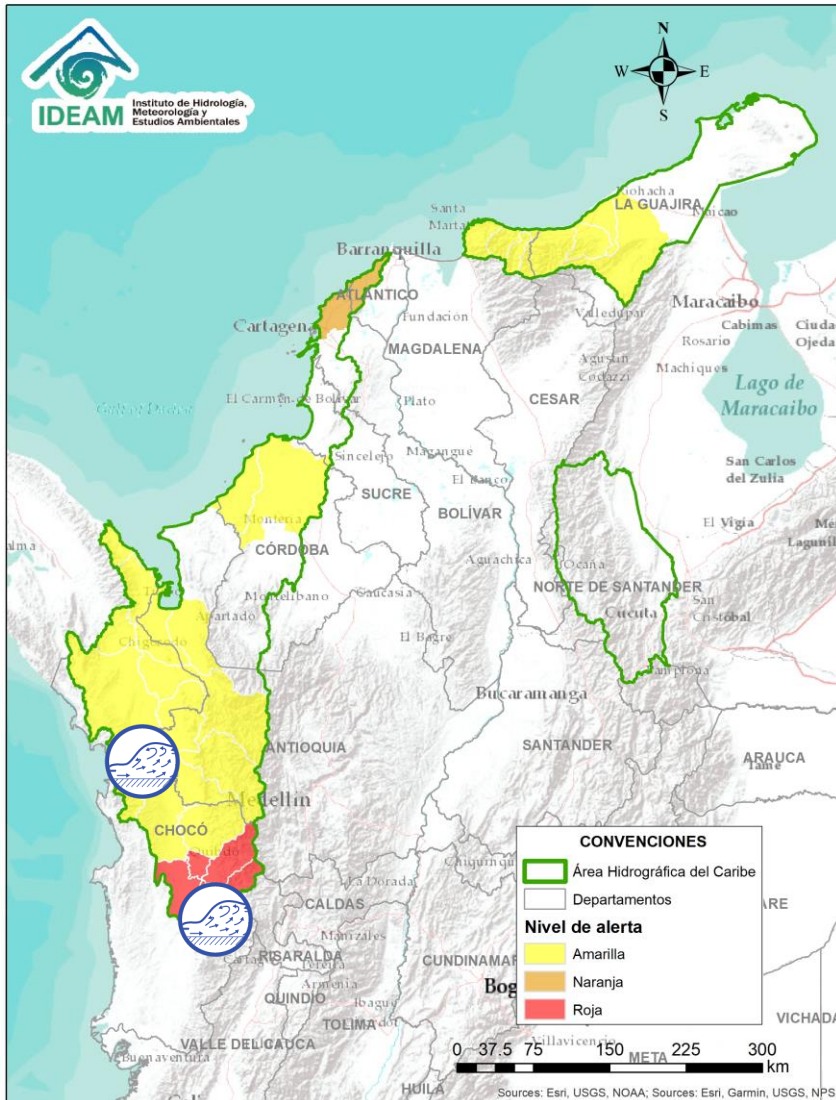 IDEAM
Instituto de Hidrología,
Meteorología y
Estudios Ambientales
N
W
E
S
Riohacha
LA GUAJIRA
Maicao
Santa
Marta
Barranquilla
ATLÁNTICO
Cartagena
Fundación
Valledupar
Maracaibo
Cabimas
Ciudad
Ojeda
Rosario
MAGDALENA
Machiques
Agustín
Codazzi
CESAR
Lago de
Maracaibo
El Carmen de Bolívar
Plato
Sincelejo
Magangué
San Carlos
del Zulia
El Banco
SUCRE
BOLÍVAR
Montería
El Vigía
CÓRDOBA
Aguachica
Ocaña
NORTE DE SANTANDER
Montelíbano
Caucasia
Apartadó
Cúcuta
San
Cristóbal
Chigorodó
El Bagre
Pamplona
Bucaramanga
ANTIOQUIA
SANTANDER
ARAUCA
Tame
Medellín
CHOCÓ
Quibdó
La Dorada
CALDAS
Manizales
RISARALDA
Pereira
Armenia
QUINDÍO
Ibagué
TOLIMA
CUNDINAMAR
Bog
VALLE DEL CAUCA
Buenaventura
HUILA
Villavicencio
META
VICHADA
CONVENCIONES
Área Hidrográfica del Caribe
Departamentos
Nivel de alerta
Amarilla
Naranja
Roja
0 37.5 75 150 225 300
km
Sources: Esri, USGS, NOAA; Sources: Esri, Garmin, USGS, NPS